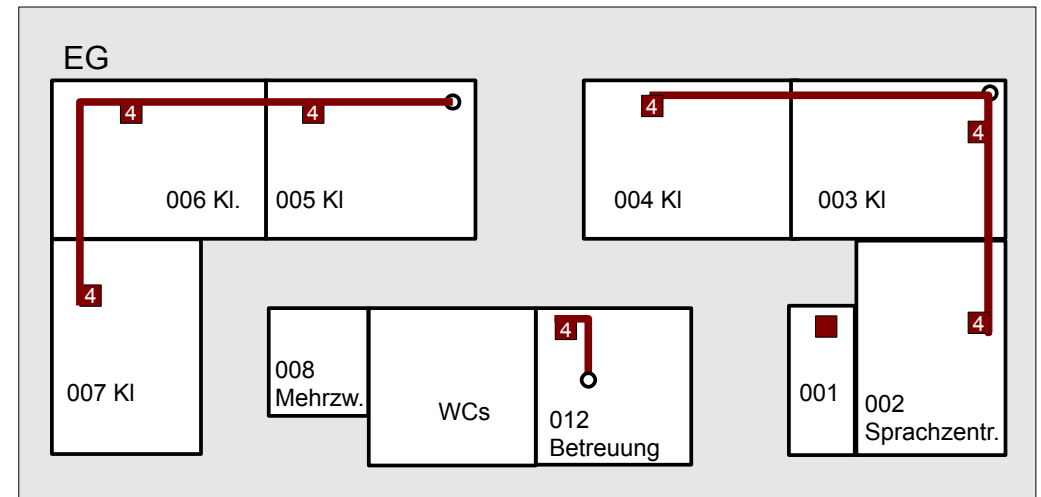 EG
4
4
4
4
006 Kl.
005 Kl
004 Kl
003 Kl
4
4
4
008
Mehrzw.
007 Kl
WCs
012
Betreuung
001
002
Sprachzentr.